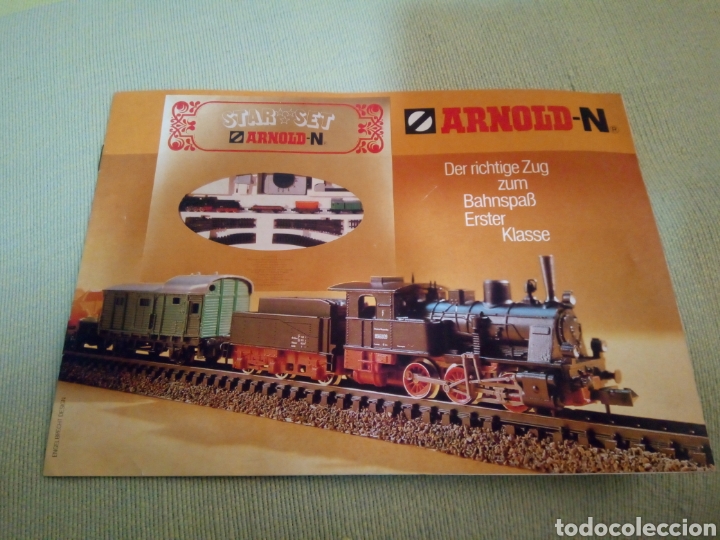 STAR SET
ARNOLD-N®
ARNOLD-N®
Der richtige Zug
zum
Bahnspaß
Erster
Klasse
todocoleccion